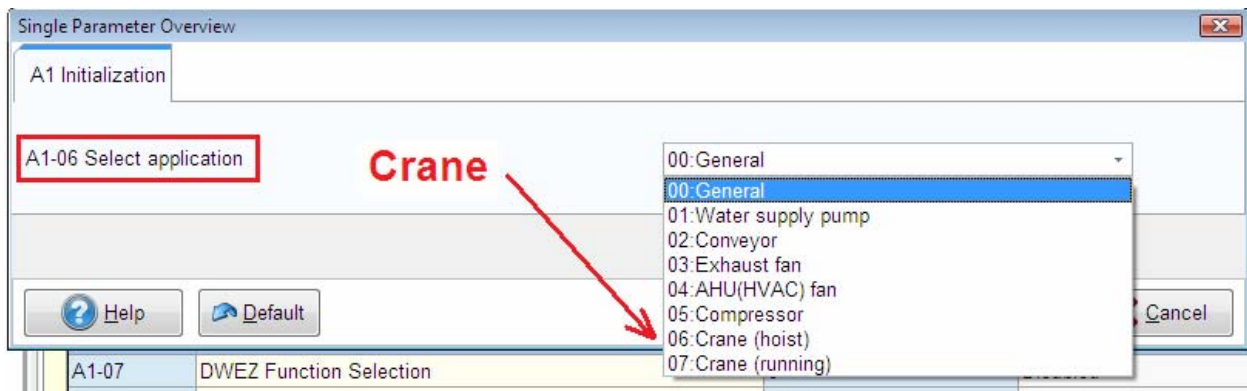 Single Parameter Overview
A1 Initialization
A1-06 Select application
Crane
00:General
00:General
01:Water supply pump
02:Conveyor
03:Exhaust fan
04:AHU(HVAC) fan
05:Compressor
06:Crane (hoist)
07:Crane (running)
Help
Default
Cancel
A1-07 DWEZ Function Selection